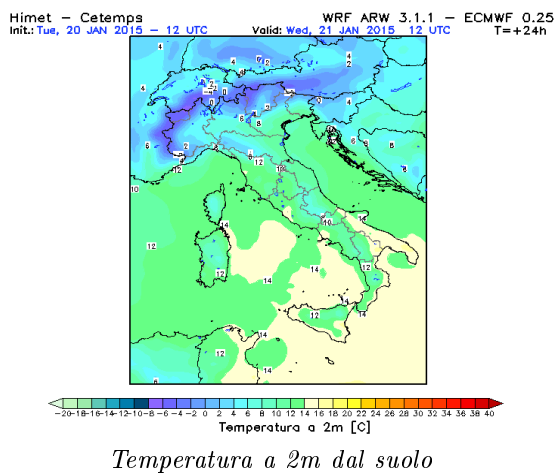 Himet – Cetemps WRF ARW 3.1.1 – ECMWF 0.25
Init.: Tue, 20 JAN 2015 – 12 UTC Valid: Wed, 21 JAN 2015 12 UTC T=+24h
-20 -18 -16 -14 -12 -10 -8 -6 -4 -2 0 2 4 6 8 10 12 14 16 18 20 22 24 26 28 30 32 34 36 38 40
Temperatura a 2m [C]
Temperatura a 2m dal suolo